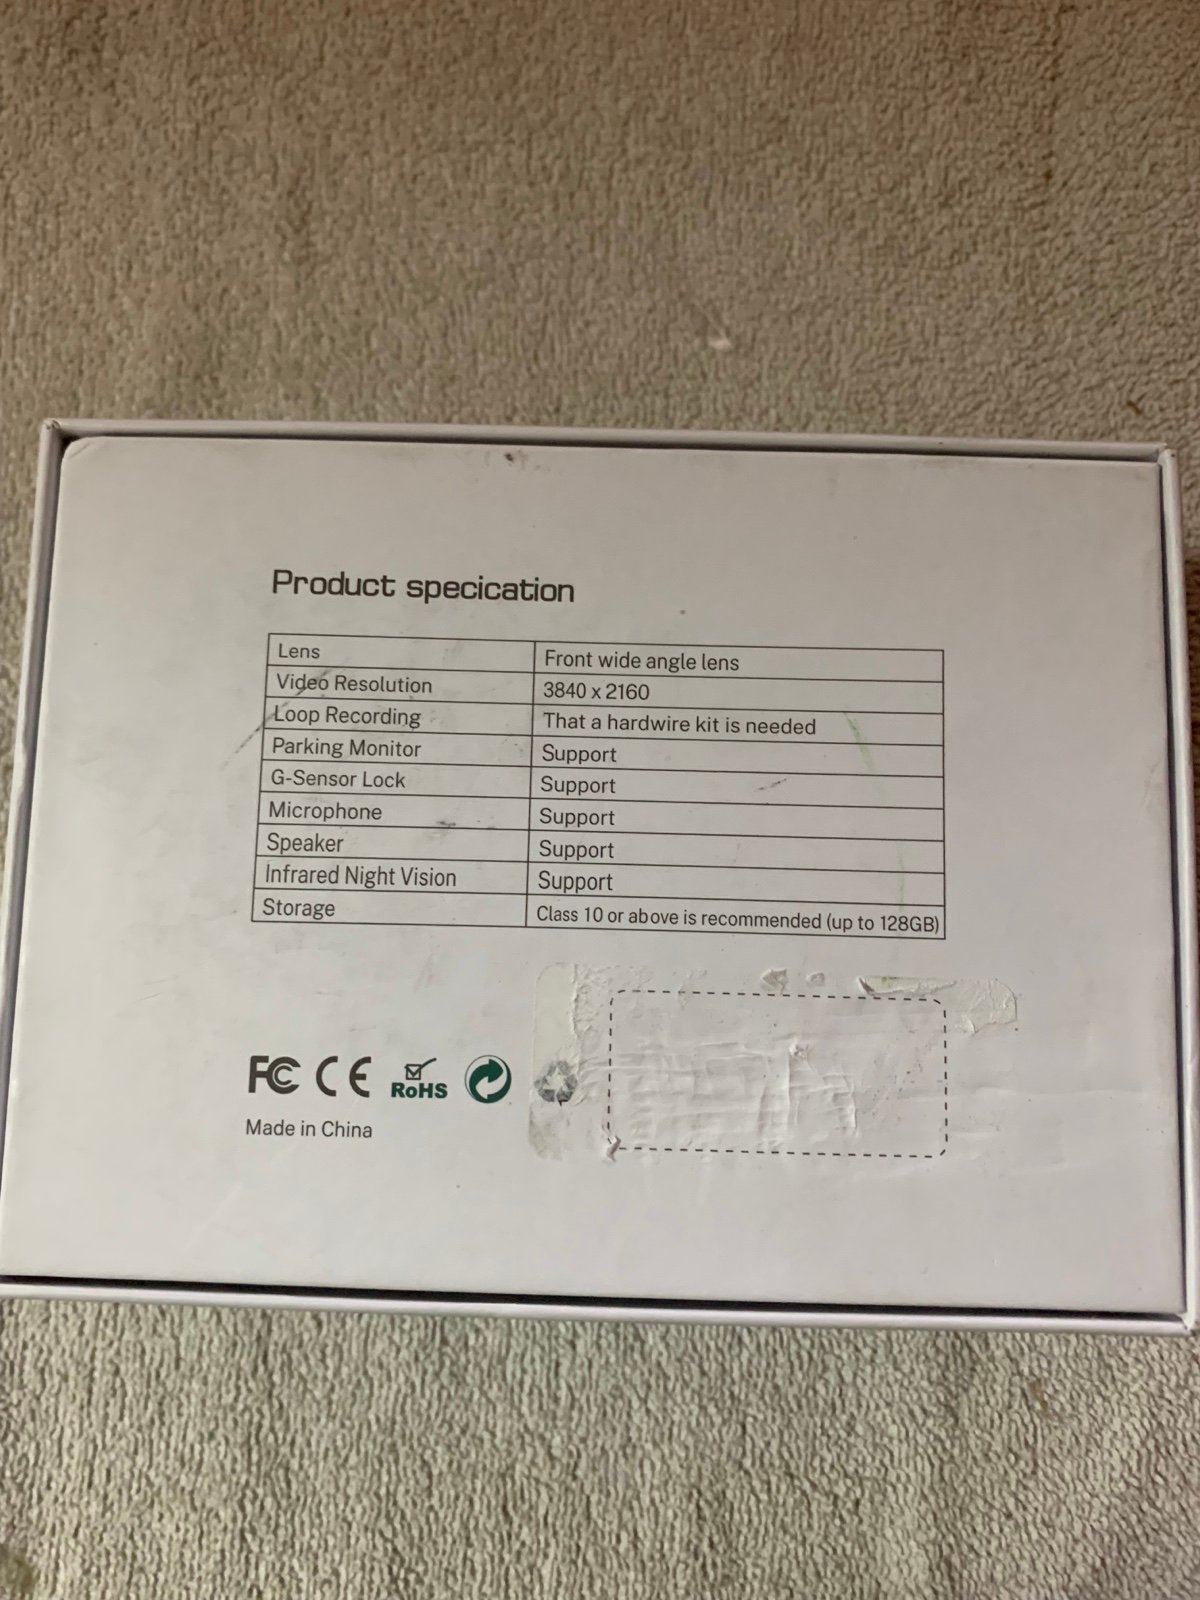 Product specication
Lens Front wide angle lens
Video Resolution 3840 x 2160
Loop Recording That a hardwire kit is needed
Parking Monitor Support
G-Sensor Lock Support
Microphone Support
Speaker Support
Infrared Night Vision Support
Storage Class 10 or above is recommended (up to 128GB)
FC CE RoHS
Made in China